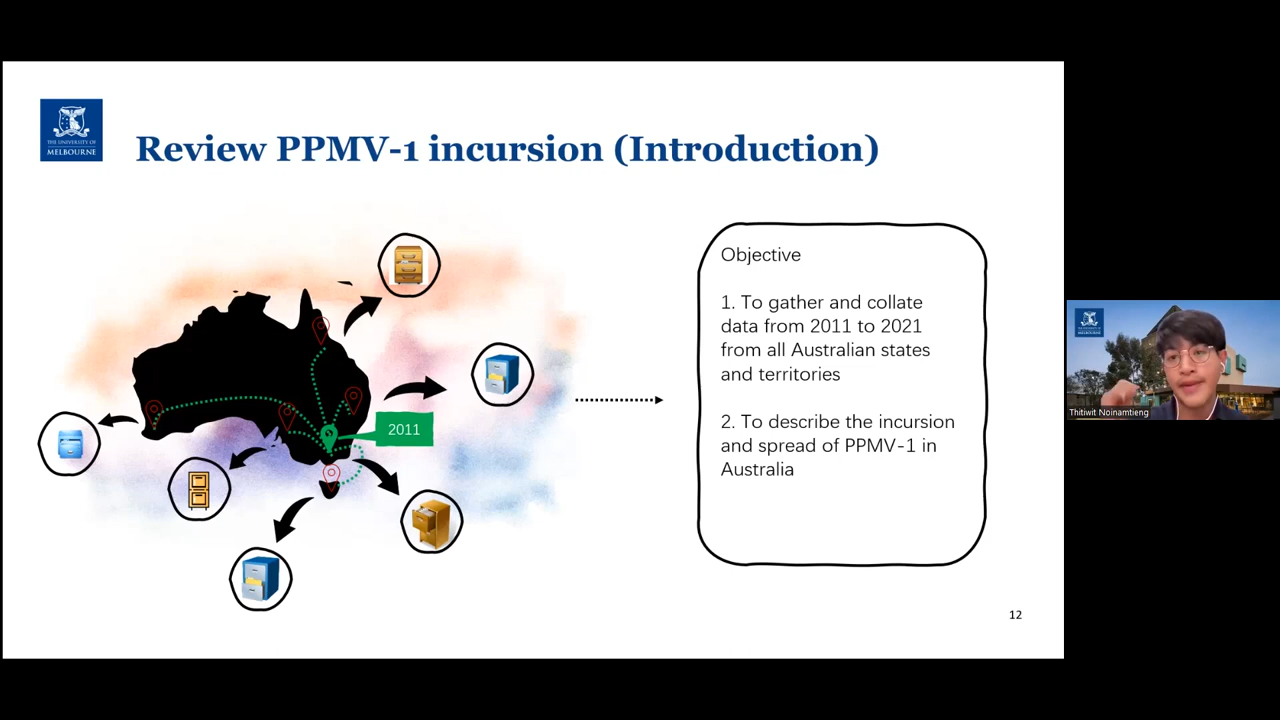 THE UNIVERSITY OF
MELBOURNE
Review PPMV-1 incursion (Introduction)
2011
Objective
1. To gather and collate
data from 2011 to 2021
from all Australian states
and territories
2. To describe the incursion
and spread of PPMV-1 in
Australia
12
MELBOURNE
Thitiwit Noinamtieng